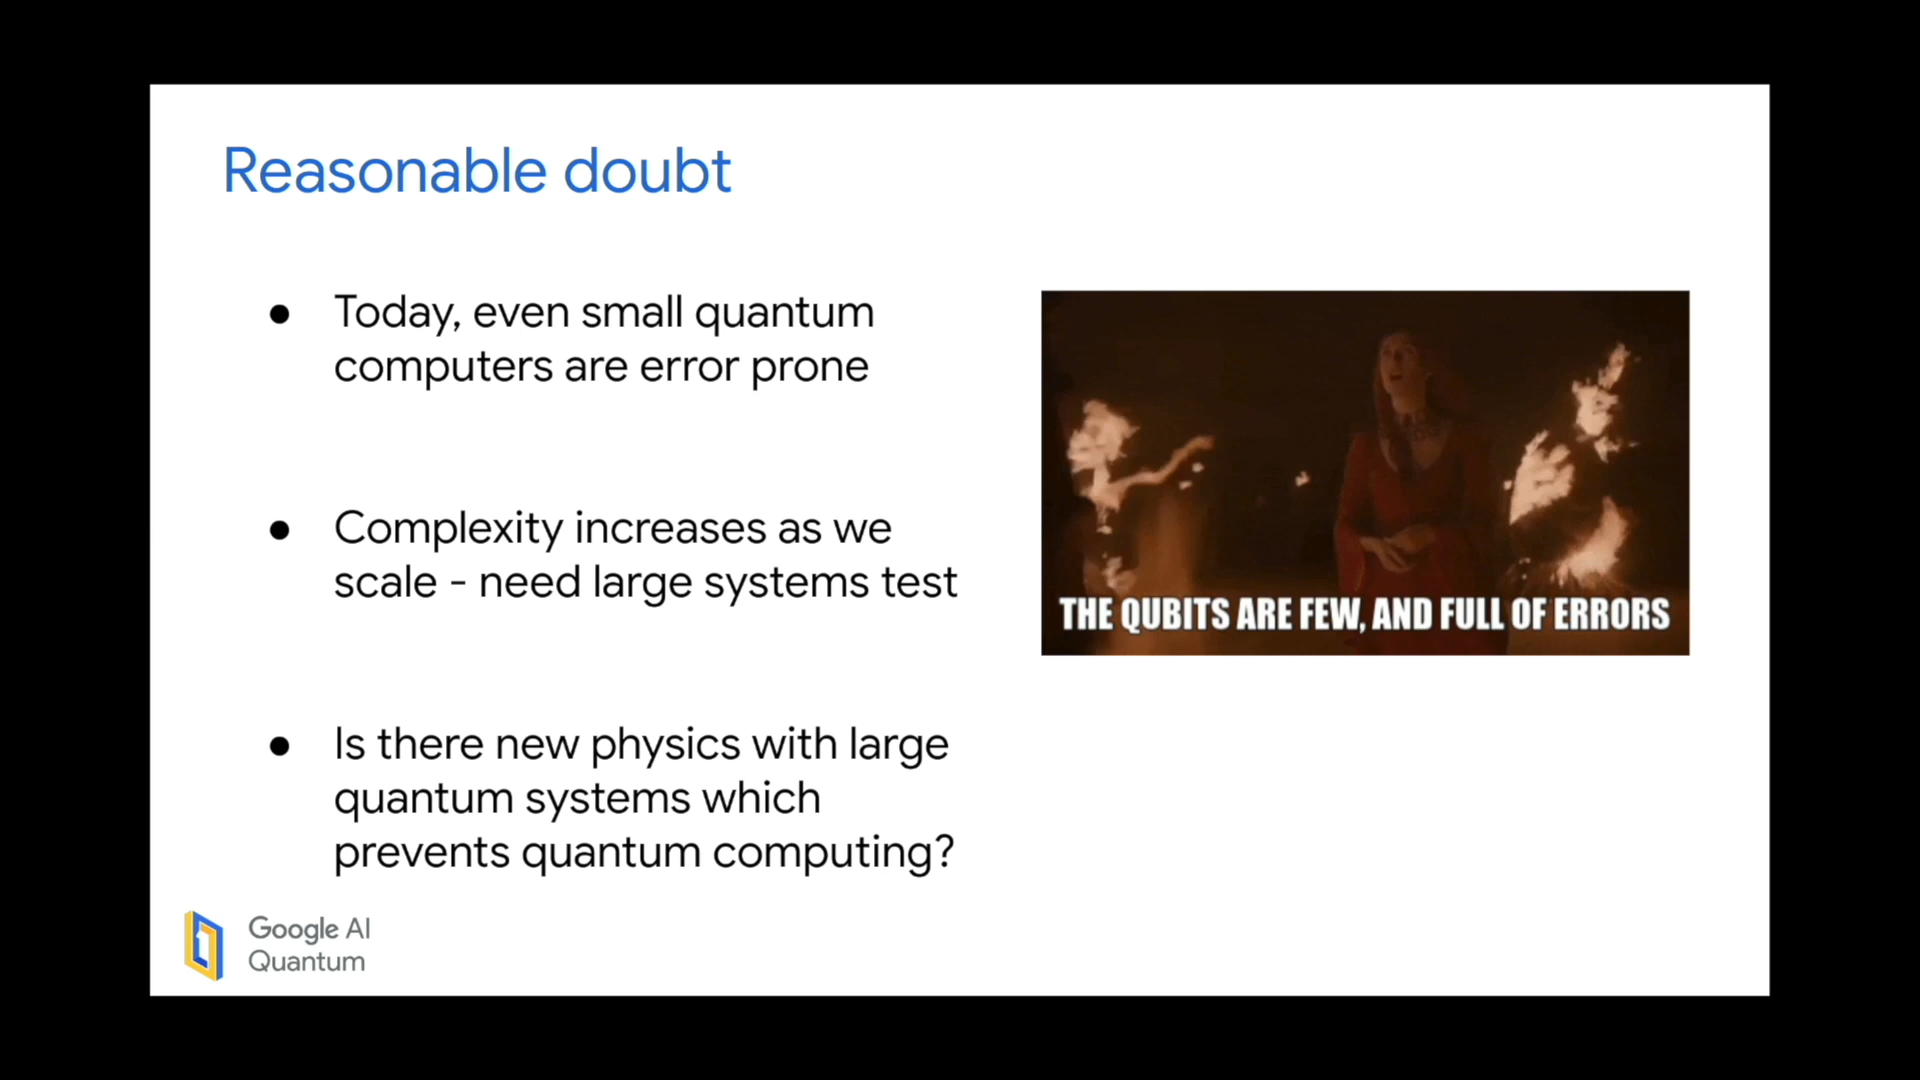 Reasonable doubt
● Today, even small quantum
computers are error prone
● Complexity increases as we
scale - need large systems test
● Is there new physics with large
quantum systems which
prevents quantum computing?
THE QUBITS ARE FEW, AND FULL OF ERRORS
Google AI
Quantum